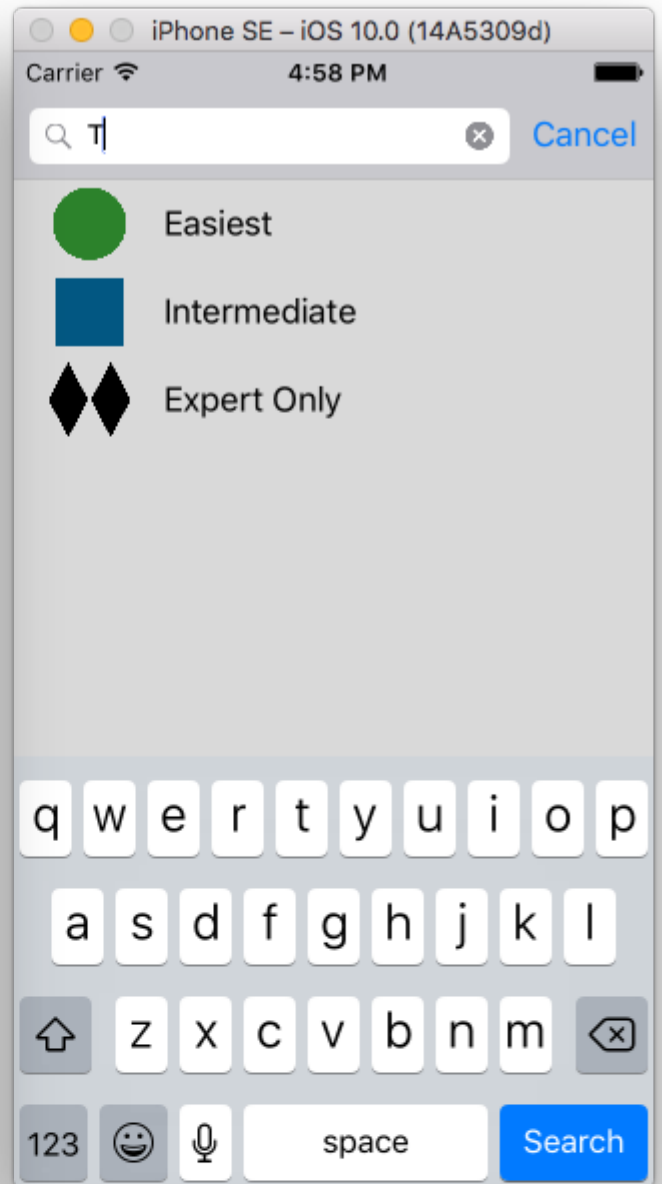 iPhone SE – iOS 10.0 (14A5309d)
Carrier 4:58 PM
T Cancel
Easiest
Intermediate
Expert Only
q w e r t y u i o p
a s d f g h j k l
z x c v b n m
123 space Search